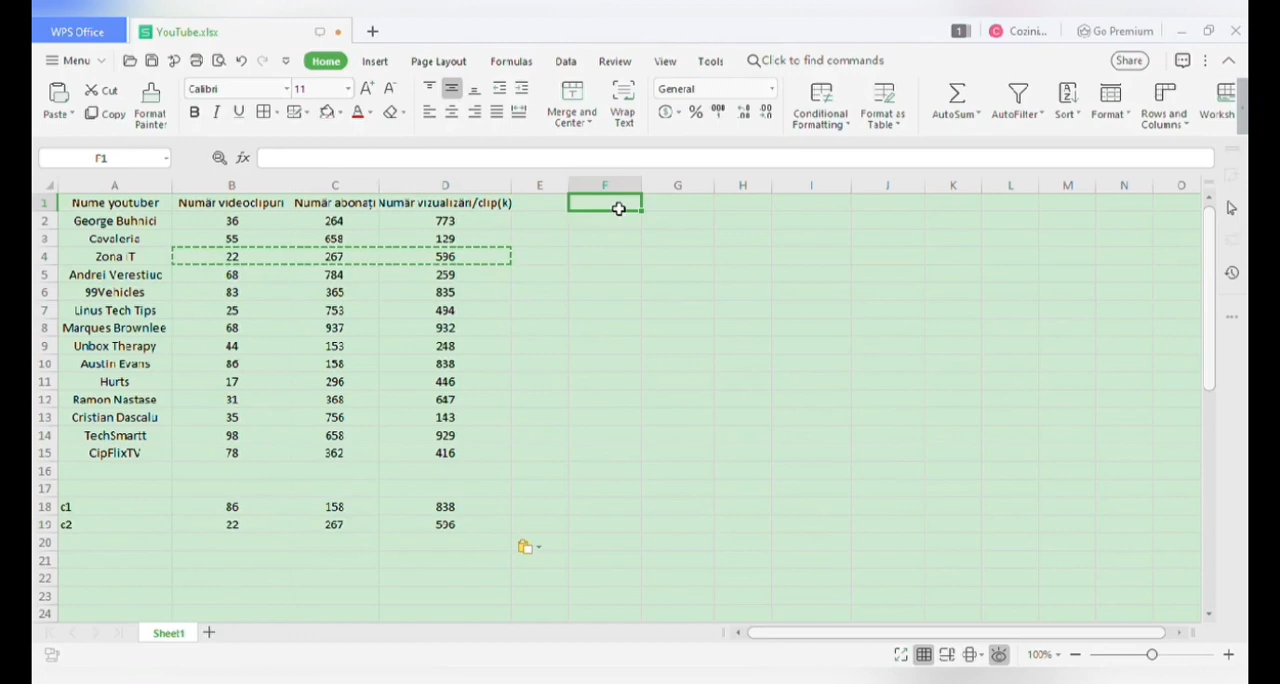 WPS Office YouTube.xlsx 1 C Cozini... Go Premium
Menu Home Insert Page Layout Formulas Data Review View Tools Click to find commands Share
Cut Calibri 11 A+ A- General
Paste Copy Format Painter B I U A Merge and Center Wrap Text % 000 Conditional Formatting Format as Table AutoSum AutoFilter Sort Format Rows and Columns Worksh
F1 fx
A B C D E F G H I J K L M N O
1 Nume youtuber Număr videoclipuri Număr abonați Număr vizualizări/clip(k)
2 George Buhnici 36 264 773
3 Cavaleria 55 658 129
4 Zona IT 22 267 596
5 Andrei Verestiuc 68 784 259
6 99Vehicles 83 365 835
7 Linus Tech Tips 25 753 494
8 Marques Brownlee 68 937 932
9 Unbox Therapy 44 153 248
10 Austin Evans 86 158 838
11 Hurts 17 296 446
12 Ramon Nastase 31 368 647
13 Cristian Dascalu 35 756 143
14 TechSmartt 98 658 929
15 CipFlixTV 78 362 416
16
17
18 c1 86 158 838
19 c2 22 267 596
20
21
22
23
24
Sheet1
100%